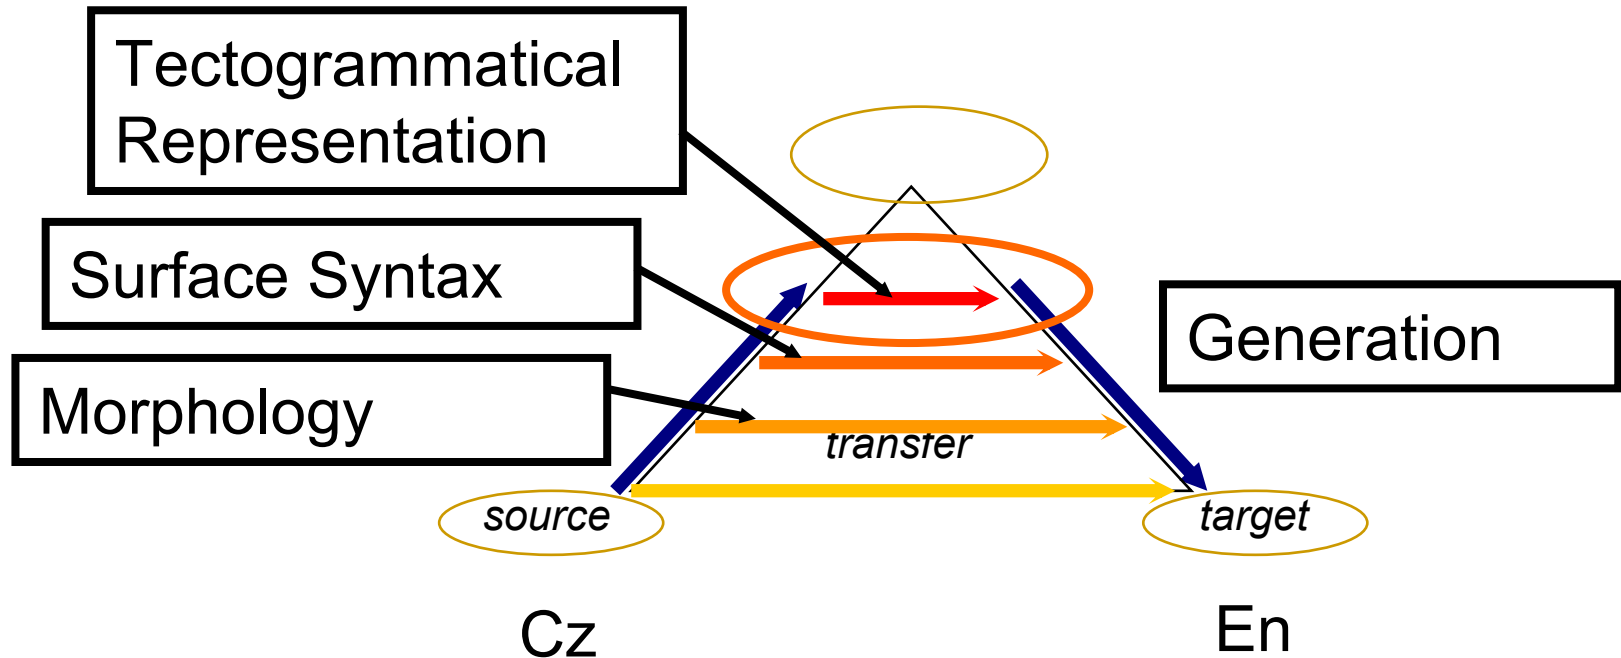 Tectogrammatical
Representation
Surface Syntax
Generation
Morphology
transfer
source
target
Cz
En